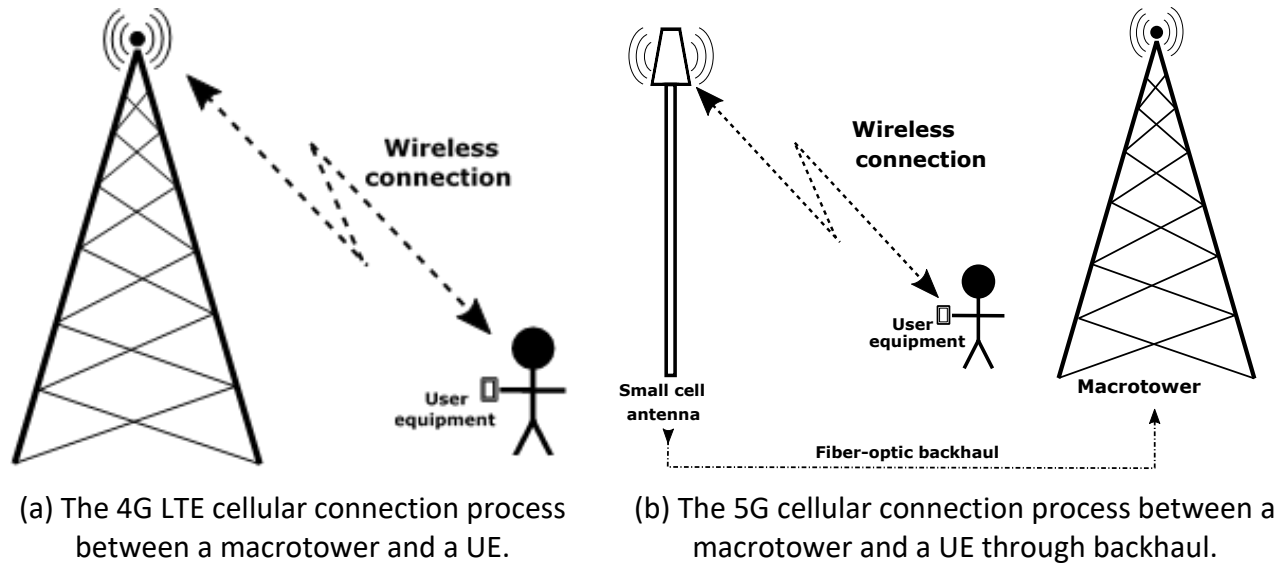 Wireless
connection
User
equipment
(a) The 4G LTE cellular connection process
between a macrotower and a UE.
Wireless
connection
User
equipment
Small cell
antenna
Macrotower
Fiber-optic backhaul
(b) The 5G cellular connection process between a
macrotower and a UE through backhaul.